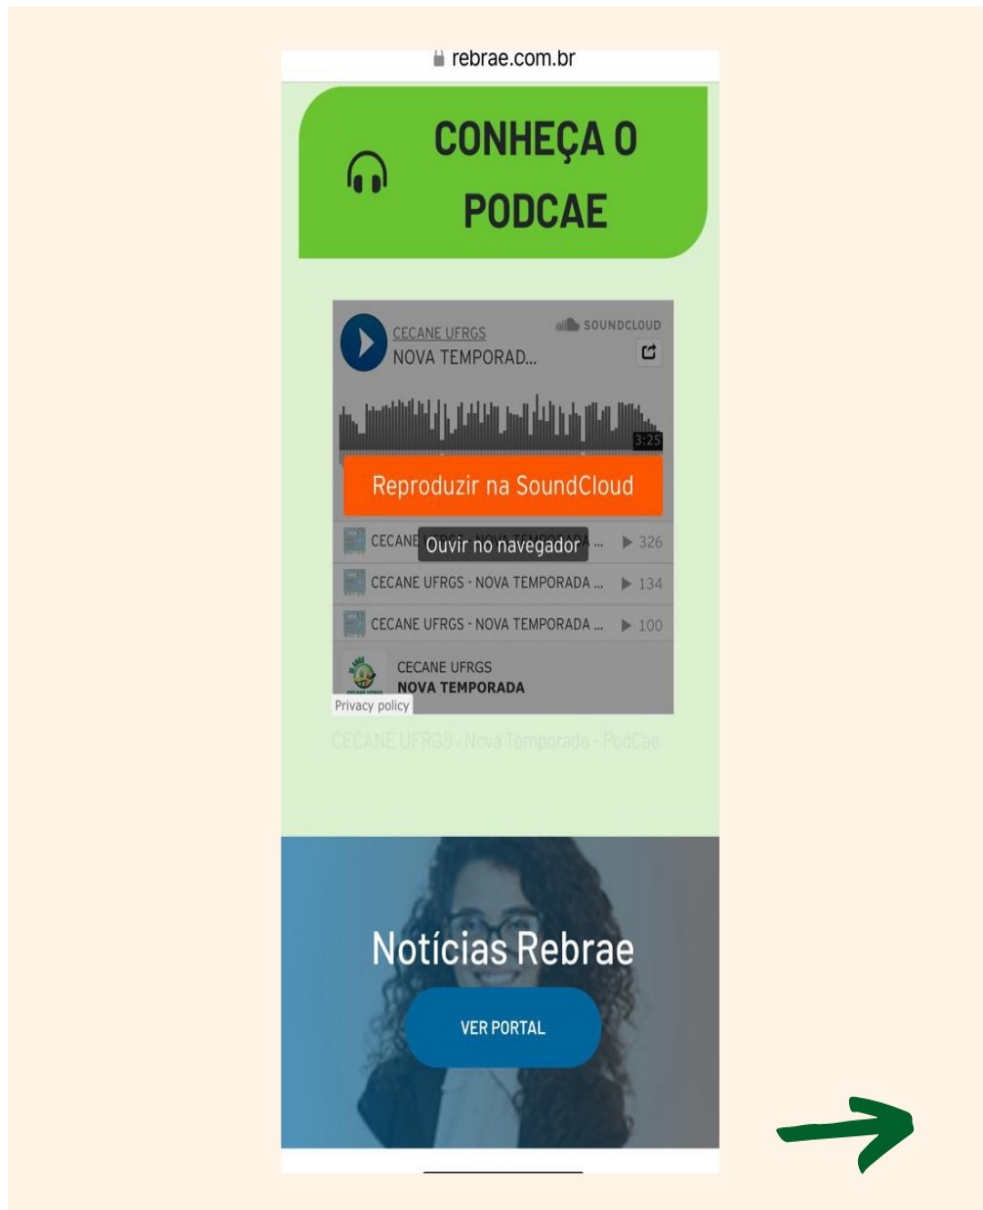 rebrae.com.br
CONHEÇA O
PODCAE
CECANE UFRGS
SOUNDCLOUD
NOVA TEMPORAD...
3:25
Reproduzir na SoundCloud
CECANE
...
326
Ouvir no navegador
CECANE UFRGS - NOVA TEMPORADA ...
134
CECANE UFRGS - NOVA TEMPORADA ...
100
CECANE UFRGS
NOVA TEMPORADA
Privacy policy
CECANE UFRGS - Nova Temporada - PodCae.
Notícias Rebrae
VER PORTAL